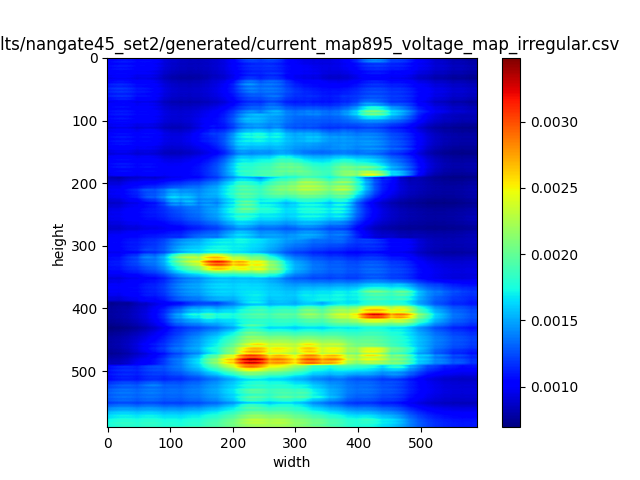 lts/nangate45_set2/generated/current_map895_voltage_map_irregular.csv
0
100
200
300
400
500
height
0 100 200 300 400 500
width
0.0030
0.0025
0.0020
0.0015
0.0010